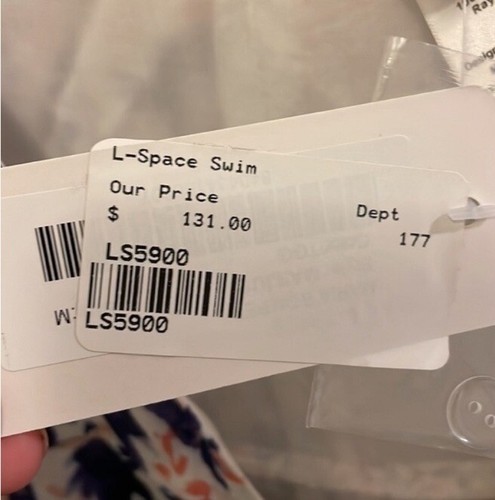 L-Space Swim
Our Price
$ 131.00
Dept
177
LS5900
LS5900